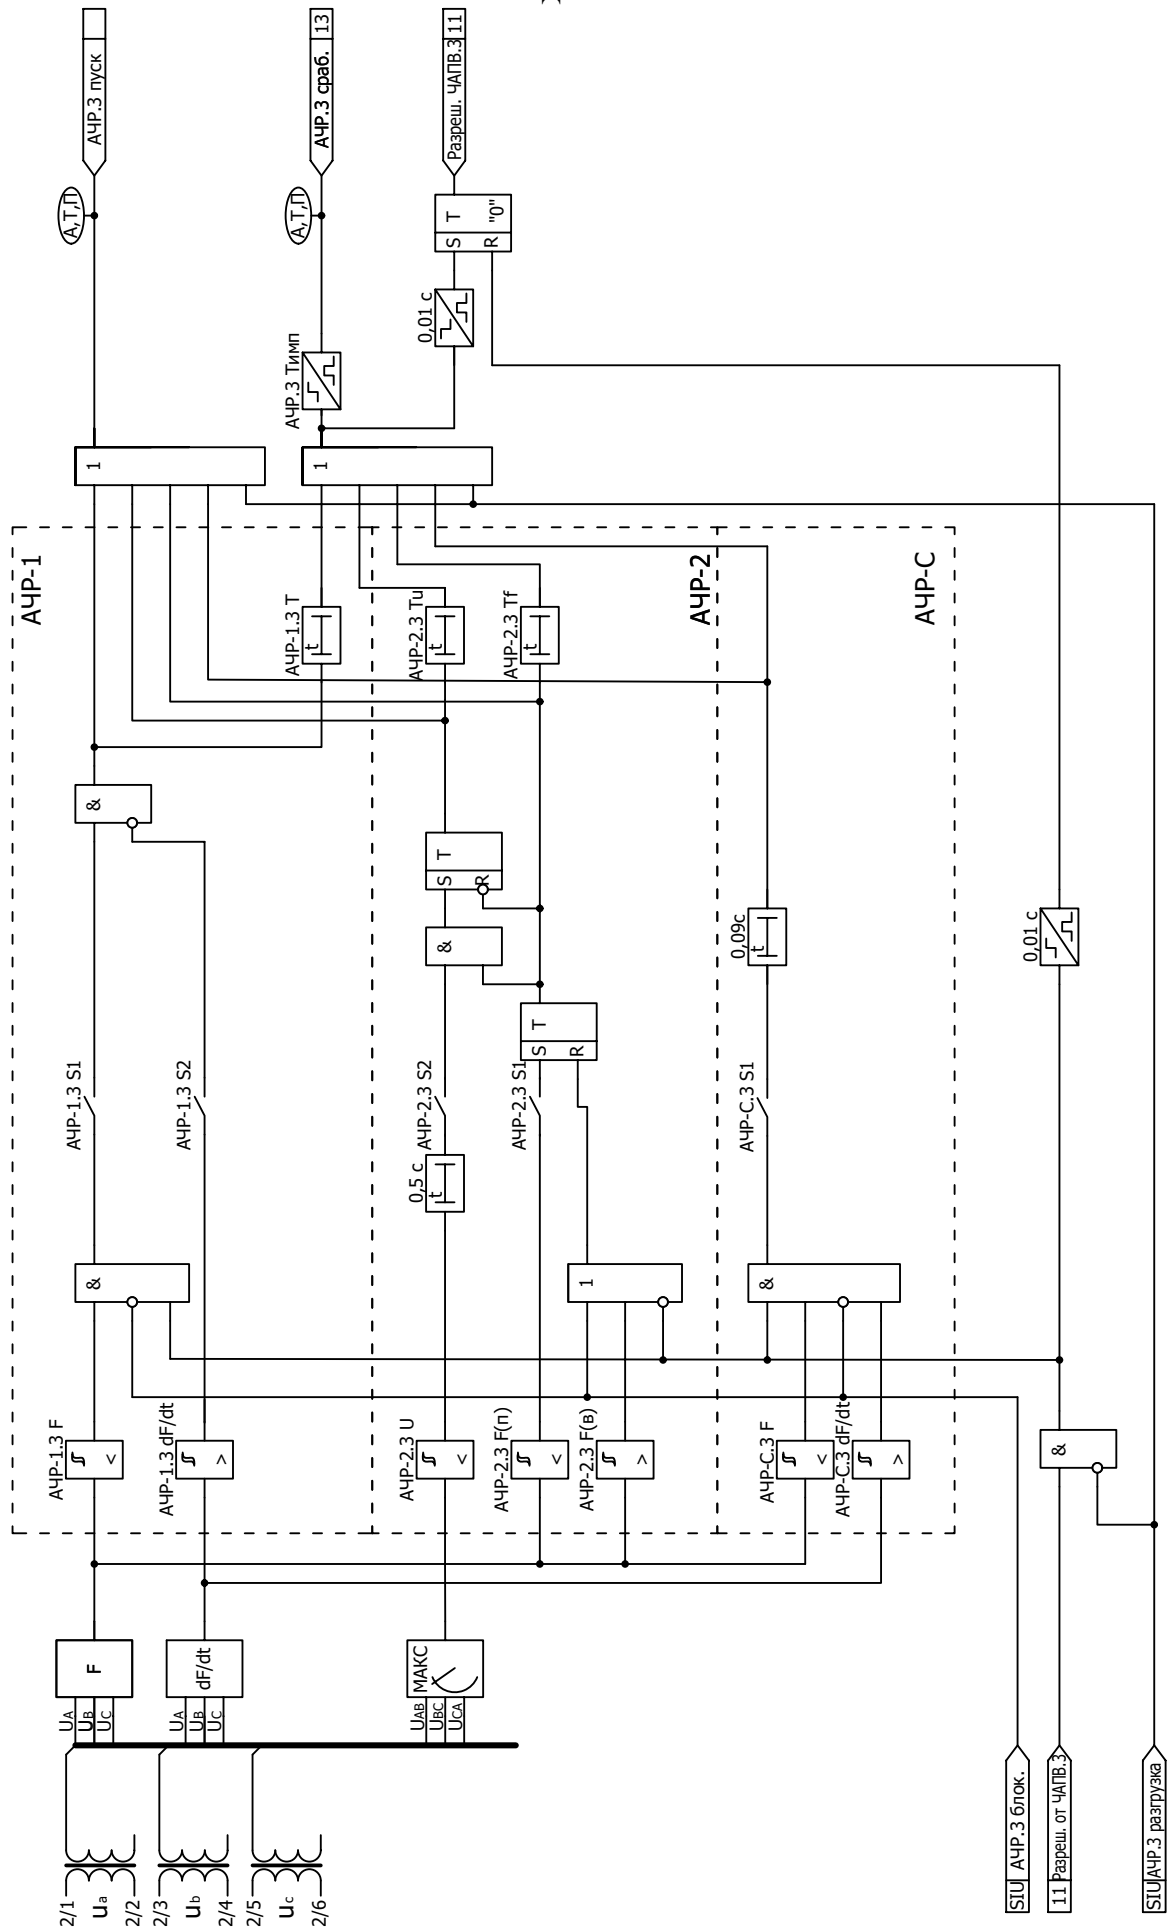 АЧР.3 пуск
А,Т,П
АЧР.3 сраб. 13
А,Т,П
Разреш. ЧАПВ.3 11
T
"0"
S
R
0,01 с
АЧР.3 Тимп
1
1
АЧР-1
АЧР-2
АЧР-С
АЧР-1.3 Т
t
АЧР-2.3 Tu
t
АЧР-2.3 Tf
t
&
T
S
R
&
T
S
R
0,09с
t
0,01 с
АЧР-1.3 S1
АЧР-1.3 S2
АЧР-2.3 S2
АЧР-2.3 S1
АЧР-С.3 S1
0,5 с
t
&
1
&
АЧР-1.3 F
<
АЧР-1.3 dF/dt
>
АЧР-2.3 U
<
АЧР-2.3 F(п)
<
АЧР-2.3 F(в)
>
АЧР-С.3 F
<
АЧР-С.3 dF/dt
>
&
F
UA
UB
UC
dF/dt
UA
UB
UC
МАКС
UAB
UBC
UCA
2/1
ua
2/2
2/3
ub
2/4
2/5
uc
2/6
SIU АЧР.3 блок.
11 Разреш. от ЧАПВ.3
SIU АЧР.3 разгрузка